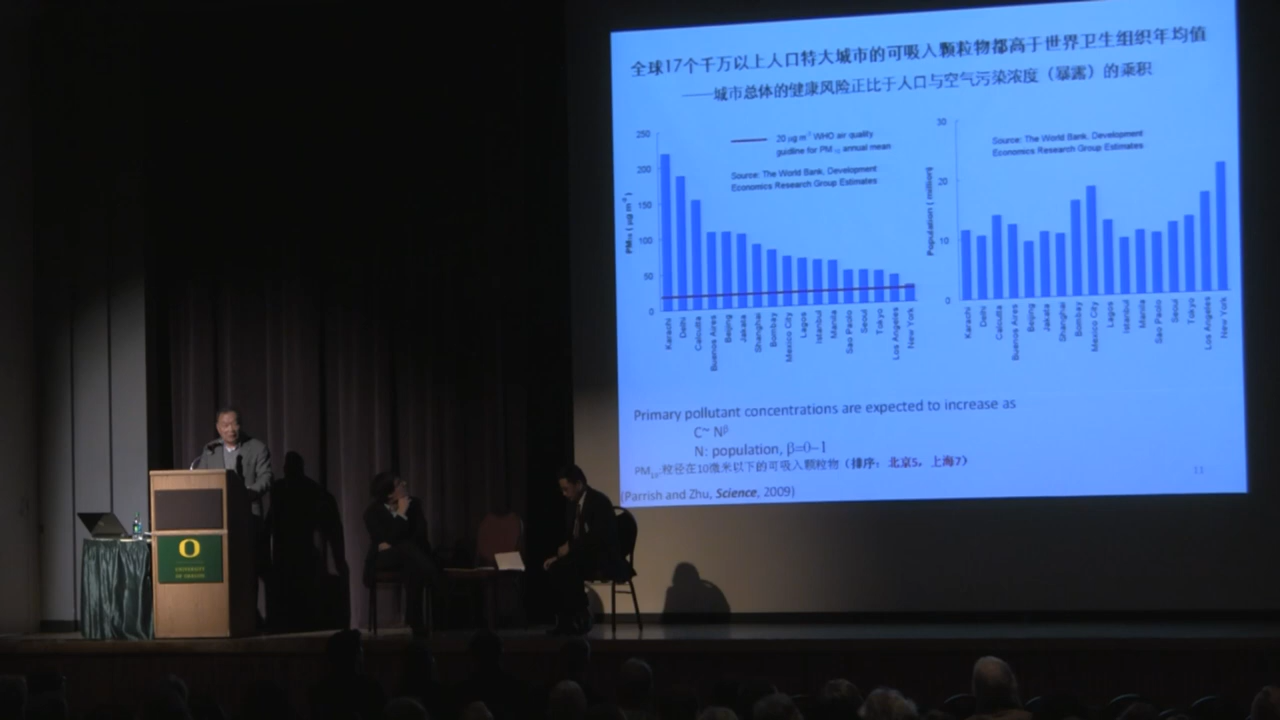 全球17个千万以上人口特大城市的可吸入颗粒物都高于世界卫生组织年均值
——城市总体的健康风险正比于人口与空气污染浓度（暴露）的乘积
250
200
150
100
50
0
PM₁₀ ( μg m⁻³ )
20 μg m⁻³ WHO air quality
guidline for PM ₁₀ annual mean
Source: The World Bank, Development
Economics Research Group Estimates
Karachi
Delhi
Calcutta
Buenos Aires
Beijing
Jakata
Shanghai
Bombay
Mexico City
Lagos
Istanbul
Manila
Sao Paolo
Seoul
Tokyo
Los Angeles
New York
30
20
10
0
Population ( million)
Source: The World Bank, Development
Economics Research Group Estimates
Karachi
Delhi
Calcutta
Buenos Aires
Beijing
Jakata
Shanghai
Bombay
Mexico City
Lagos
Istanbul
Manila
Sao Paolo
Seoul
Tokyo
Los Angeles
New York
Primary pollutant concentrations are expected to increase as
C~ Nᵝ
N: population, β=0–1
PM₁₀:粒径在10微米以下的可吸入颗粒物（排序：北京5，上海7）
11
(Parrish and Zhu, Science, 2009)
O
UNIVERSITY
OF OREGON